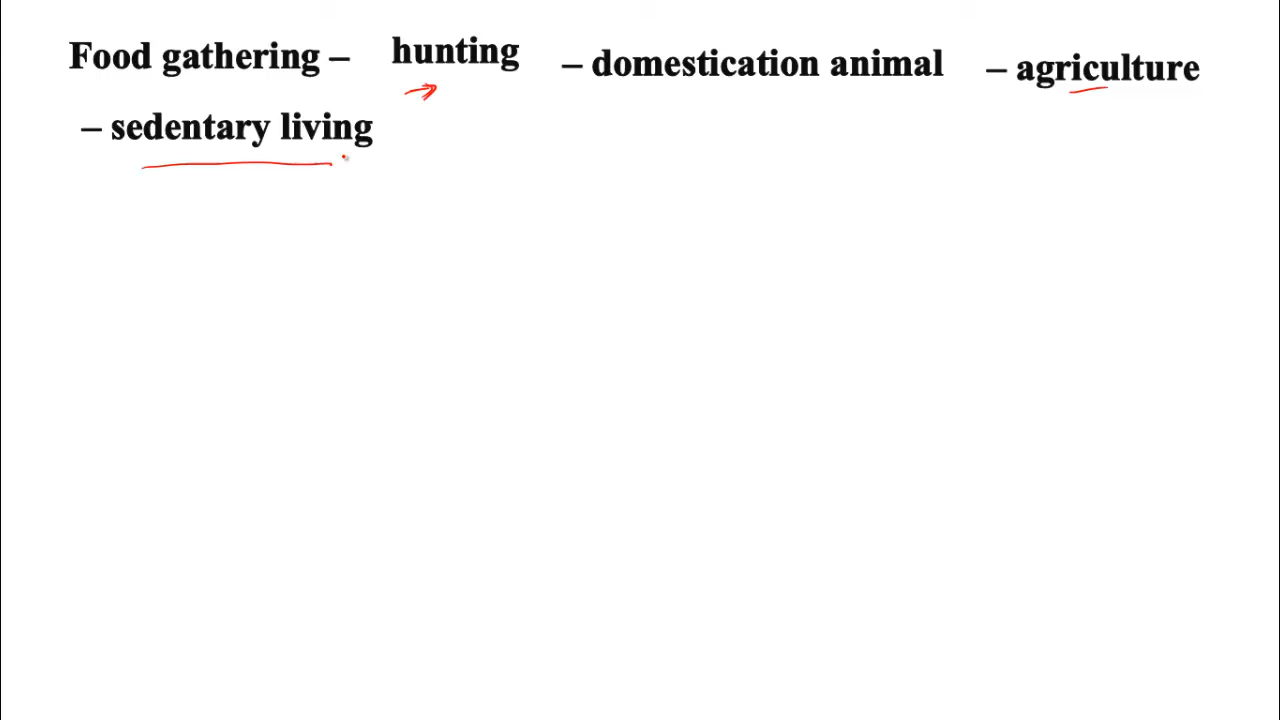 Food gathering – hunting – domestication animal – agriculture
– sedentary living